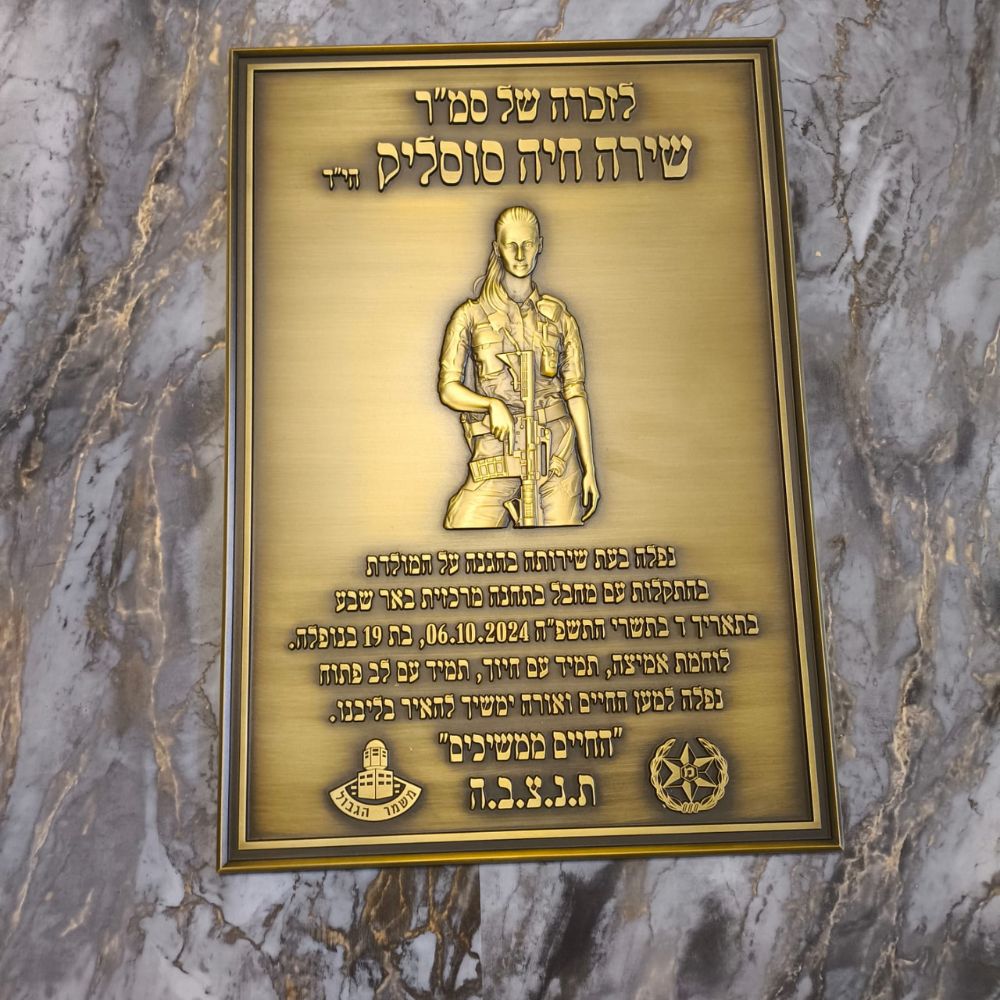 לזכרה של סמ"ר
שירה חיה סוסליק הי"ד
נפלה בעת שירותה בהגנה על המולדת
בהתקלות עם מחבל בתחנה מרכזית באר שבע
בתאריך ד בתשרי התשפ"ה 06.10.2024, בת 19 בנופלה.
לוחמת אמיצה, תמיד עם חיוך, תמיד עם לב פתוח
נפלה למען החיים ואורה ימשיך להאיר בליבנו.
"החיים ממשיכים"
ת.נ.צ.ב.ה
משמר הגבול